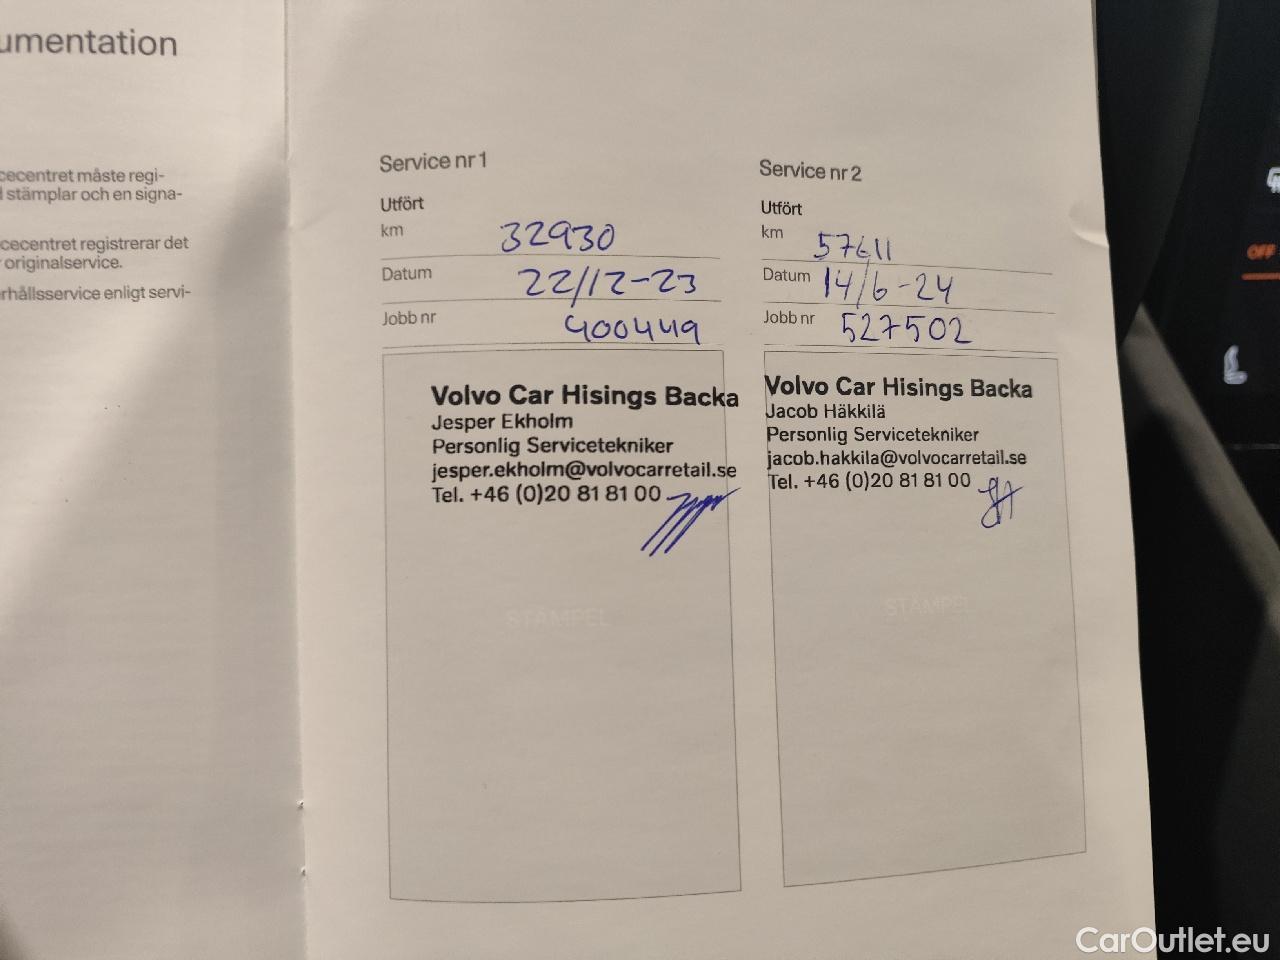 umentation
cecentret måste regi-
d stämplar och en signa-
cecentret registrerar det
originalservice.
rhållsservice enligt servi-
Service nr 1
Utfört
km 32930
Datum 22/12-23
Jobb nr 400449
Volvo Car Hisings Backa
Jesper Ekholm
Personlig Servicetekniker
jesper.ekholm@volvocarretail.se
Tel. +46 (0)20 81 81 00
STÄMPEL
Service nr 2
Utfört
km 57611
Datum 14/6-24
Jobb nr 527502
Volvo Car Hisings Backa
Jacob Häkkilä
Personlig Servicetekniker
jacob.hakkila@volvocarretail.se
Tel. +46 (0)20 81 81 00
STÄMPEL
OFF
CarOutlet.eu